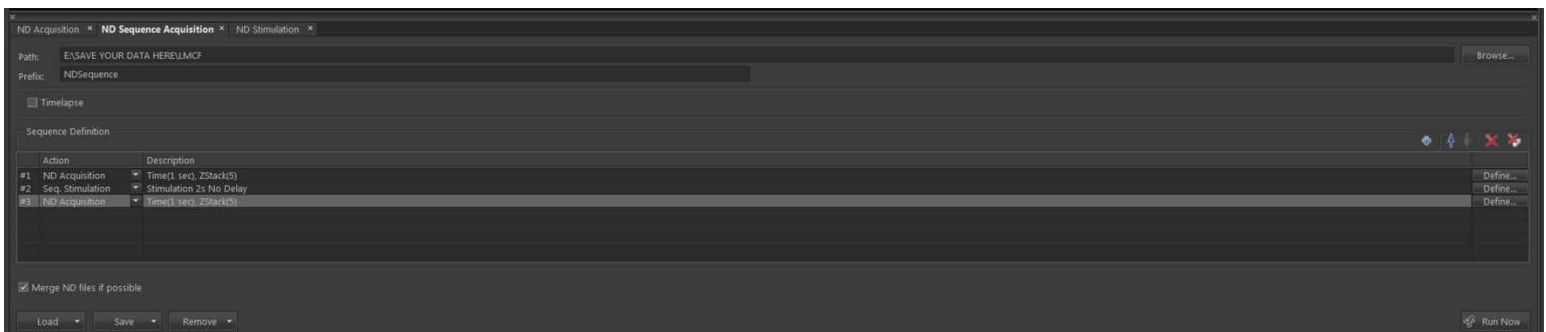 ND Acquisition × ND Sequence Acquisition × ND Stimulation ×
Path: E:\SAVE YOUR DATA HERE\LMCF Browse...
Prefix: NDSequence
Timelapse
Sequence Definition
Action Description
#1 ND Acquisition Time(1 sec), ZStack(5) Define...
#2 Seq. Stimulation Stimulation 2s No Delay Define...
#3 ND Acquisition Time(1 sec), ZStack(5) Define...
Merge ND files if possible
Load Save Remove Run Now